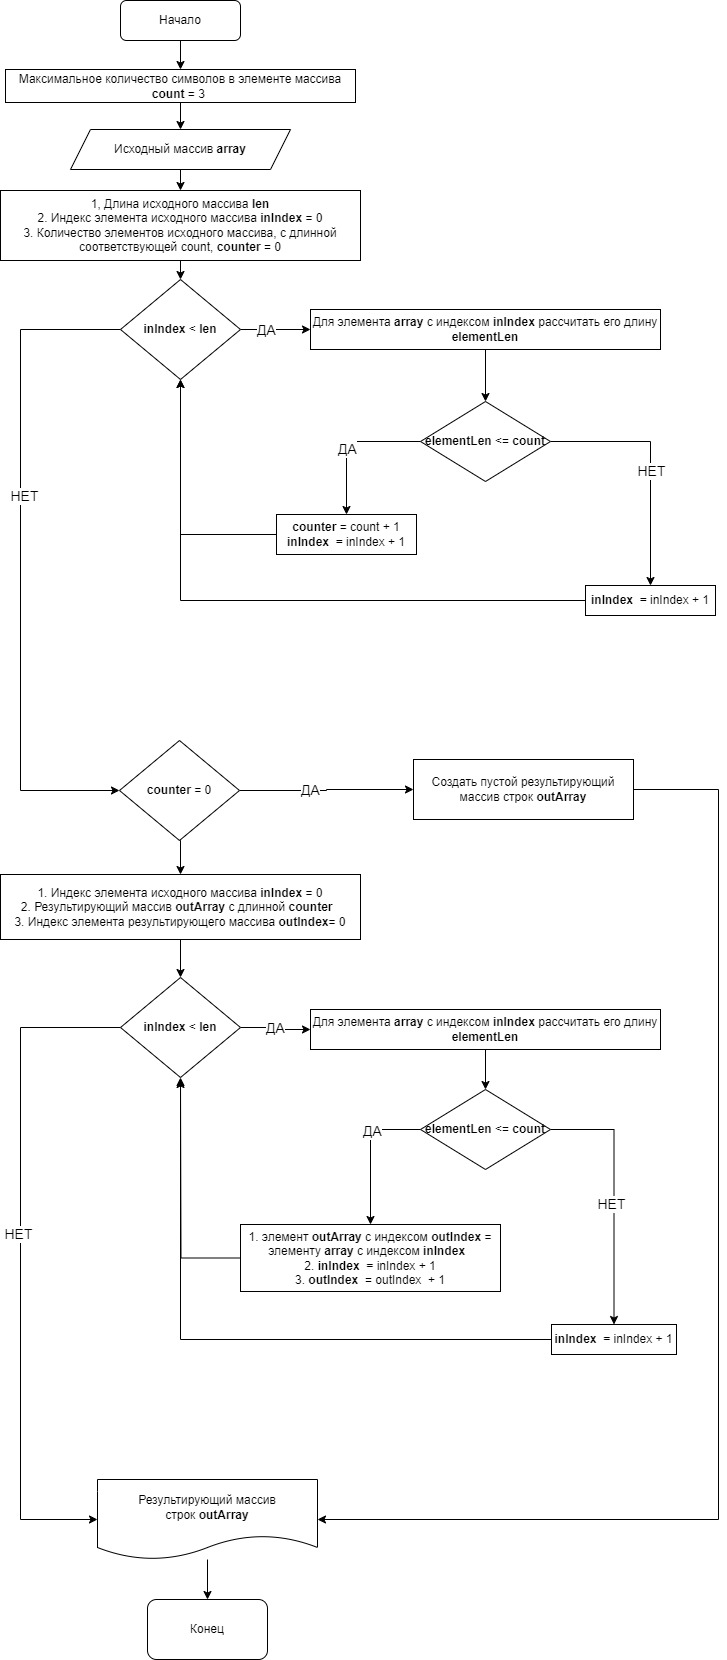 Начало
Максимальное количество символов в элементе массива
count = 3
Исходный массив array
1, Длина исходного массива len
2. Индекс элемента исходного массива inIndex = 0
3. Количество элементов исходного массива, с длинной
соответствующей count, counter = 0
inIndex < len
ДА
Для элемента array с индексом inIndex рассчитать его длину
elementLen
elementLen <= count
ДА
НЕТ
НЕТ
counter = count + 1
inIndex = inIndex + 1
inIndex = inIndex + 1
counter = 0
ДА
Создать пустой результирующий
массив строк outArray
1. Индекс элемента исходного массива inIndex = 0
2. Результирующий массив outArray с длинной counter
3. Индекс элемента результирующего массива outIndex= 0
inIndex < len
ДА
Для элемента array с индексом inIndex рассчитать его длину
elementLen
elementLen <= count
ДА
НЕТ
НЕТ
1. элемент outArray с индексом outIndex =
элементу array с индексом inIndex
2. inIndex = inIndex + 1
3. outIndex = outIndex + 1
inIndex = inIndex + 1
Результирующий массив
строк outArray
Конец